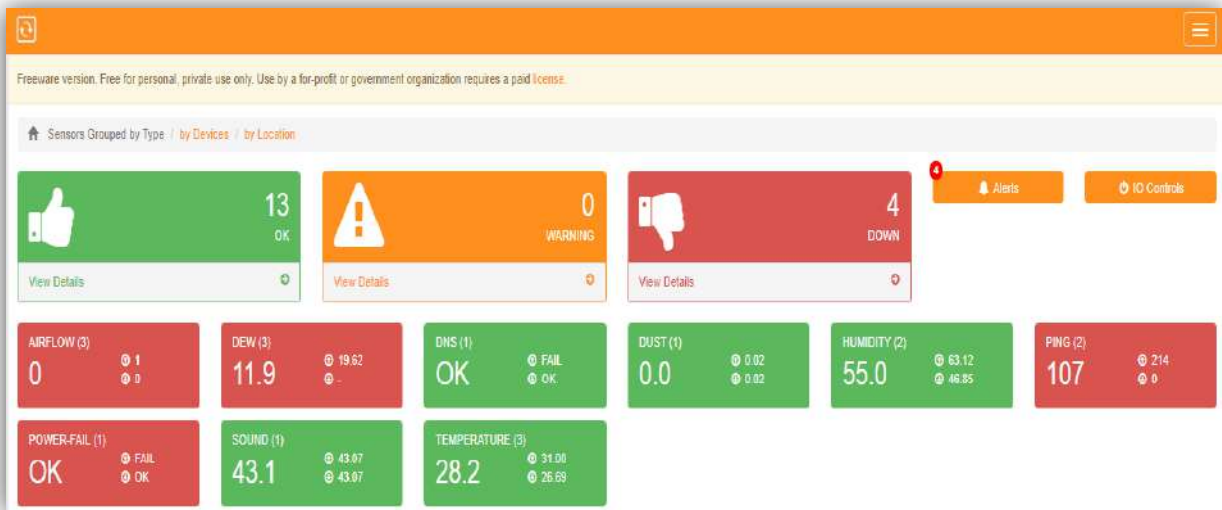 Freeware version. Free for personal, private use only. Use by a for-profit or government organization requires a paid license.
Sensors Grouped by Type / by Devices / by Location
13
OK
View Details
0
WARNING
View Details
4
DOWN
View Details
4
Alerts
IO Controls
AIRFLOW (3)
0
1
0
DEW (3)
11.9
19.62
-
DNS (1)
OK
FAIL
OK
DUST (1)
0.0
0.02
0.02
HUMIDITY (2)
55.0
63.12
46.85
PING (2)
107
214
0
POWER-FAIL (1)
OK
FAIL
OK
SOUND (1)
43.1
43.07
43.07
TEMPERATURE (3)
28.2
31.00
26.69